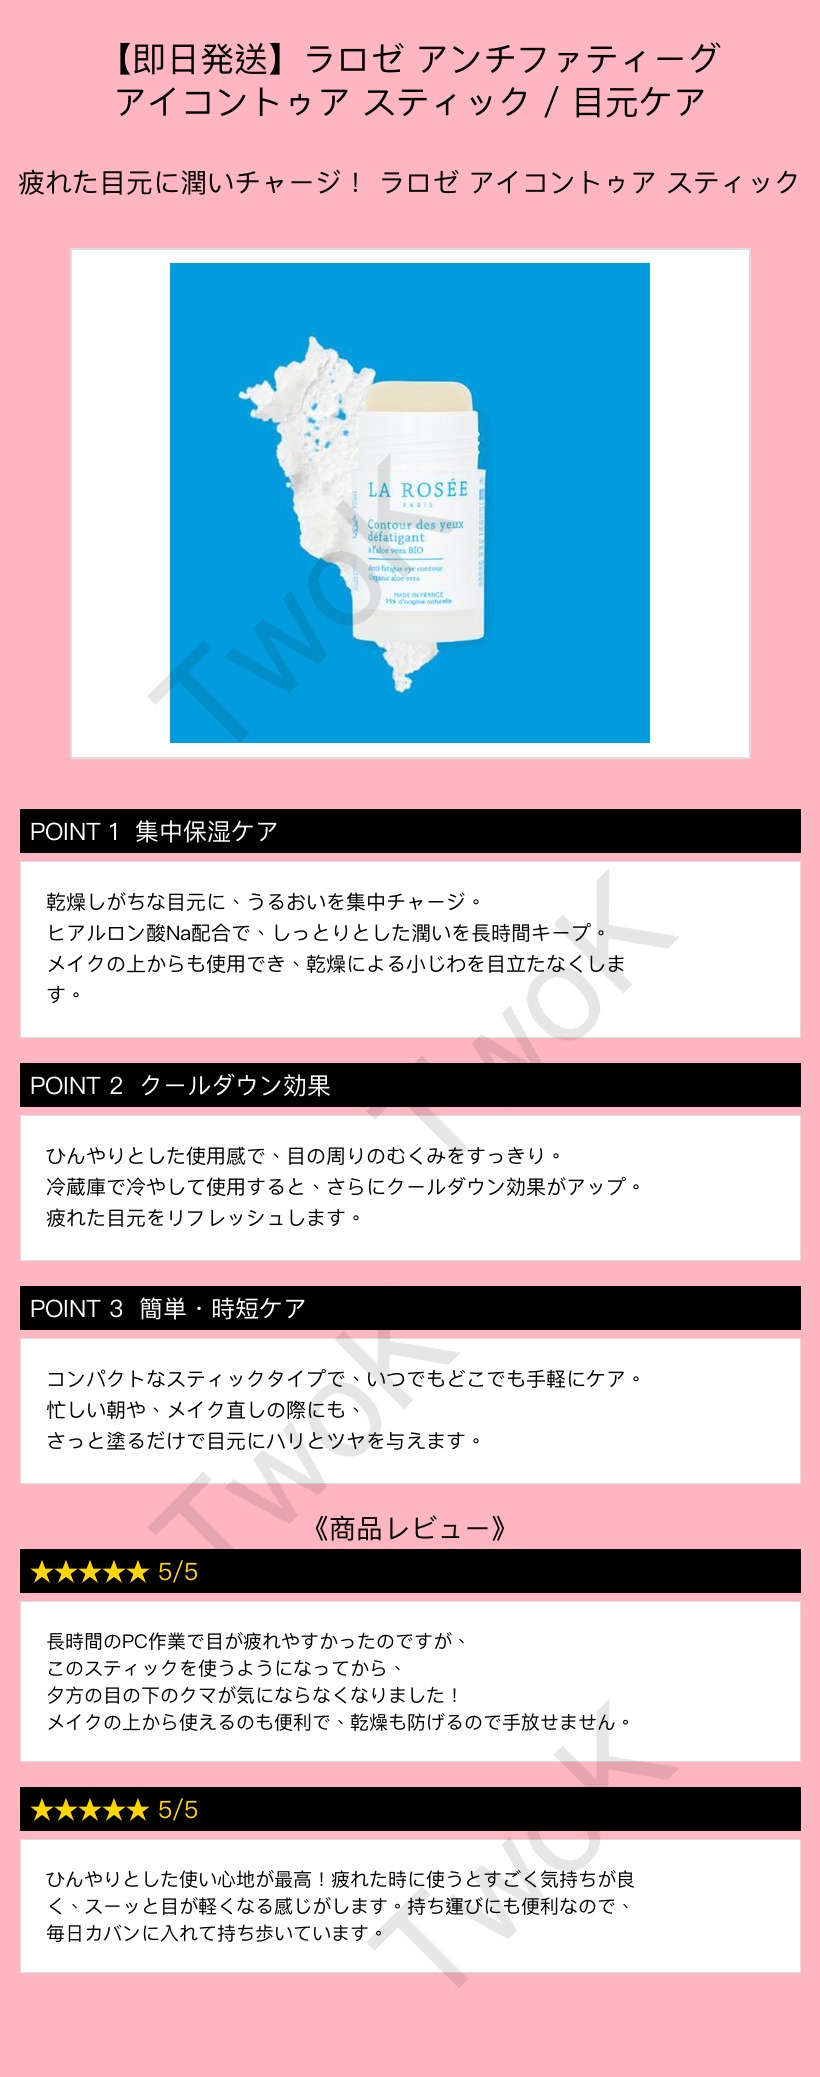 【即日発送】ラロゼ アンチファティーグ
アイコントゥア スティック / 目元ケア
疲れた目元に潤いチャージ！ ラロゼ アイコントゥア スティック
LA ROSÉE
PARIS
Contour des yeux
défatigant
à l'aloe vera BIO
Anti-fatigue eye contour
Organic aloe vera
MADE IN FRANCE
99% d'origine naturelle
TwoK
POINT 1 集中保湿ケア
乾燥しがちな目元に、うるおいを集中チャージ。
ヒアルロン酸Na配合で、しっとりとした潤いを長時間キープ。
メイクの上からも使用でき、乾燥による小じわを目立たなくしま
す。
TwoK
POINT 2 クールダウン効果
ひんやりとした使用感で、目の周りのむくみをすっきり。
冷蔵庫で冷やして使用すると、さらにクールダウン効果がアップ。
疲れた目元をリフレッシュします。
POINT 3 簡単・時短ケア
コンパクトなスティックタイプで、いつでもどこでも手軽にケア。
忙しい朝や、メイク直しの際にも、
さっと塗るだけで目元にハリとツヤを与えます。
TwoK
《商品レビュー》
★★★★★ 5/5
長時間のPC作業で目が疲れやすかったのですが、
このスティックを使うようになってから、
夕方の目の下のクマが気にならなくなりました！
メイクの上から使えるのも便利で、乾燥も防げるので手放せません。
★★★★★ 5/5
ひんやりとした使い心地が最高！疲れた時に使うとすごく気持ちが良
く、スーッと目が軽くなる感じがします。持ち運びにも便利なので、
毎日カバンに入れて持ち歩いています。
TwoK